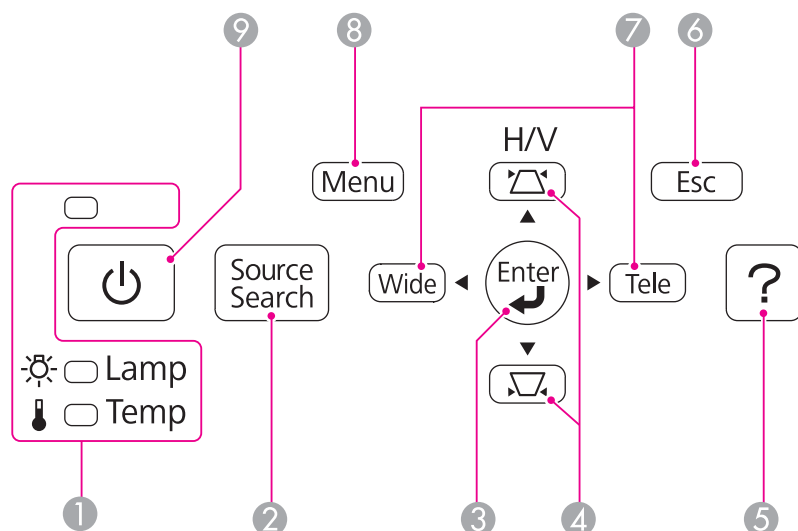 9
8
7
6
H/V
Menu
Esc
Source
Search
Wide
Enter
Tele
?
Lamp
Temp
1
2
3
4
5